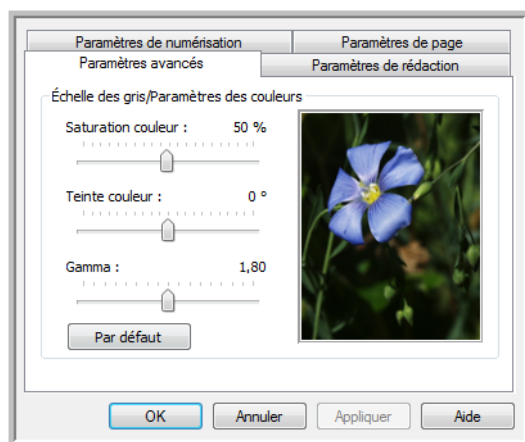 Paramètres de numérisation
Paramètres de page
Paramètres avancés
Paramètres de rédaction
Échelle des gris/Paramètres des couleurs
Saturation couleur : 50 %
Teinte couleur : 0 °
Gamma : 1,80
Par défaut
OK
Annuler
Appliquer
Aide